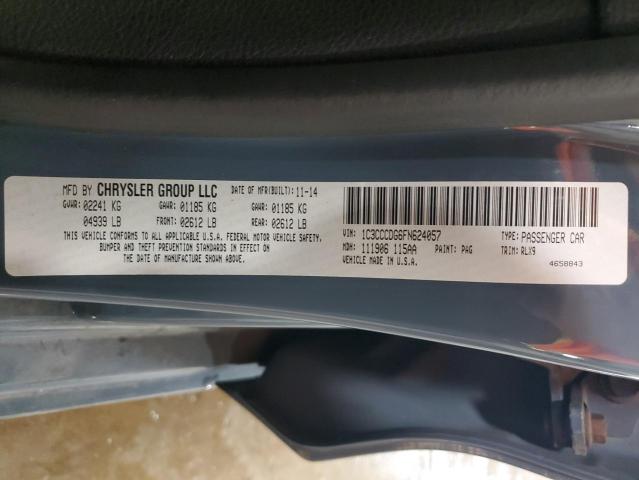 MFD BY CHRYSLER GROUP LLC DATE OF MFR(BUILT): 11-14
GVWR: 02241 KG GAWR: 01185 KG GAWR: 01185 KG
04939 LB FRONT: 02612 LB REAR: 02612 LB
THIS VEHICLE CONFORMS TO ALL APPLICABLE U.S.A. FEDERAL MOTOR VEHICLE SAFETY,
BUMPER AND THEFT PREVENTION STANDARDS IN EFFECT ON
THE DATE OF MANUFACTURE SHOWN ABOVE.
VIN: 1C3CCCDG6FN624057 TYPE: PASSENGER CAR
MDH: 111906 115AA PAINT: PAG TRIM: RLX9
VEHICLE MADE IN U.S.A. 4658843